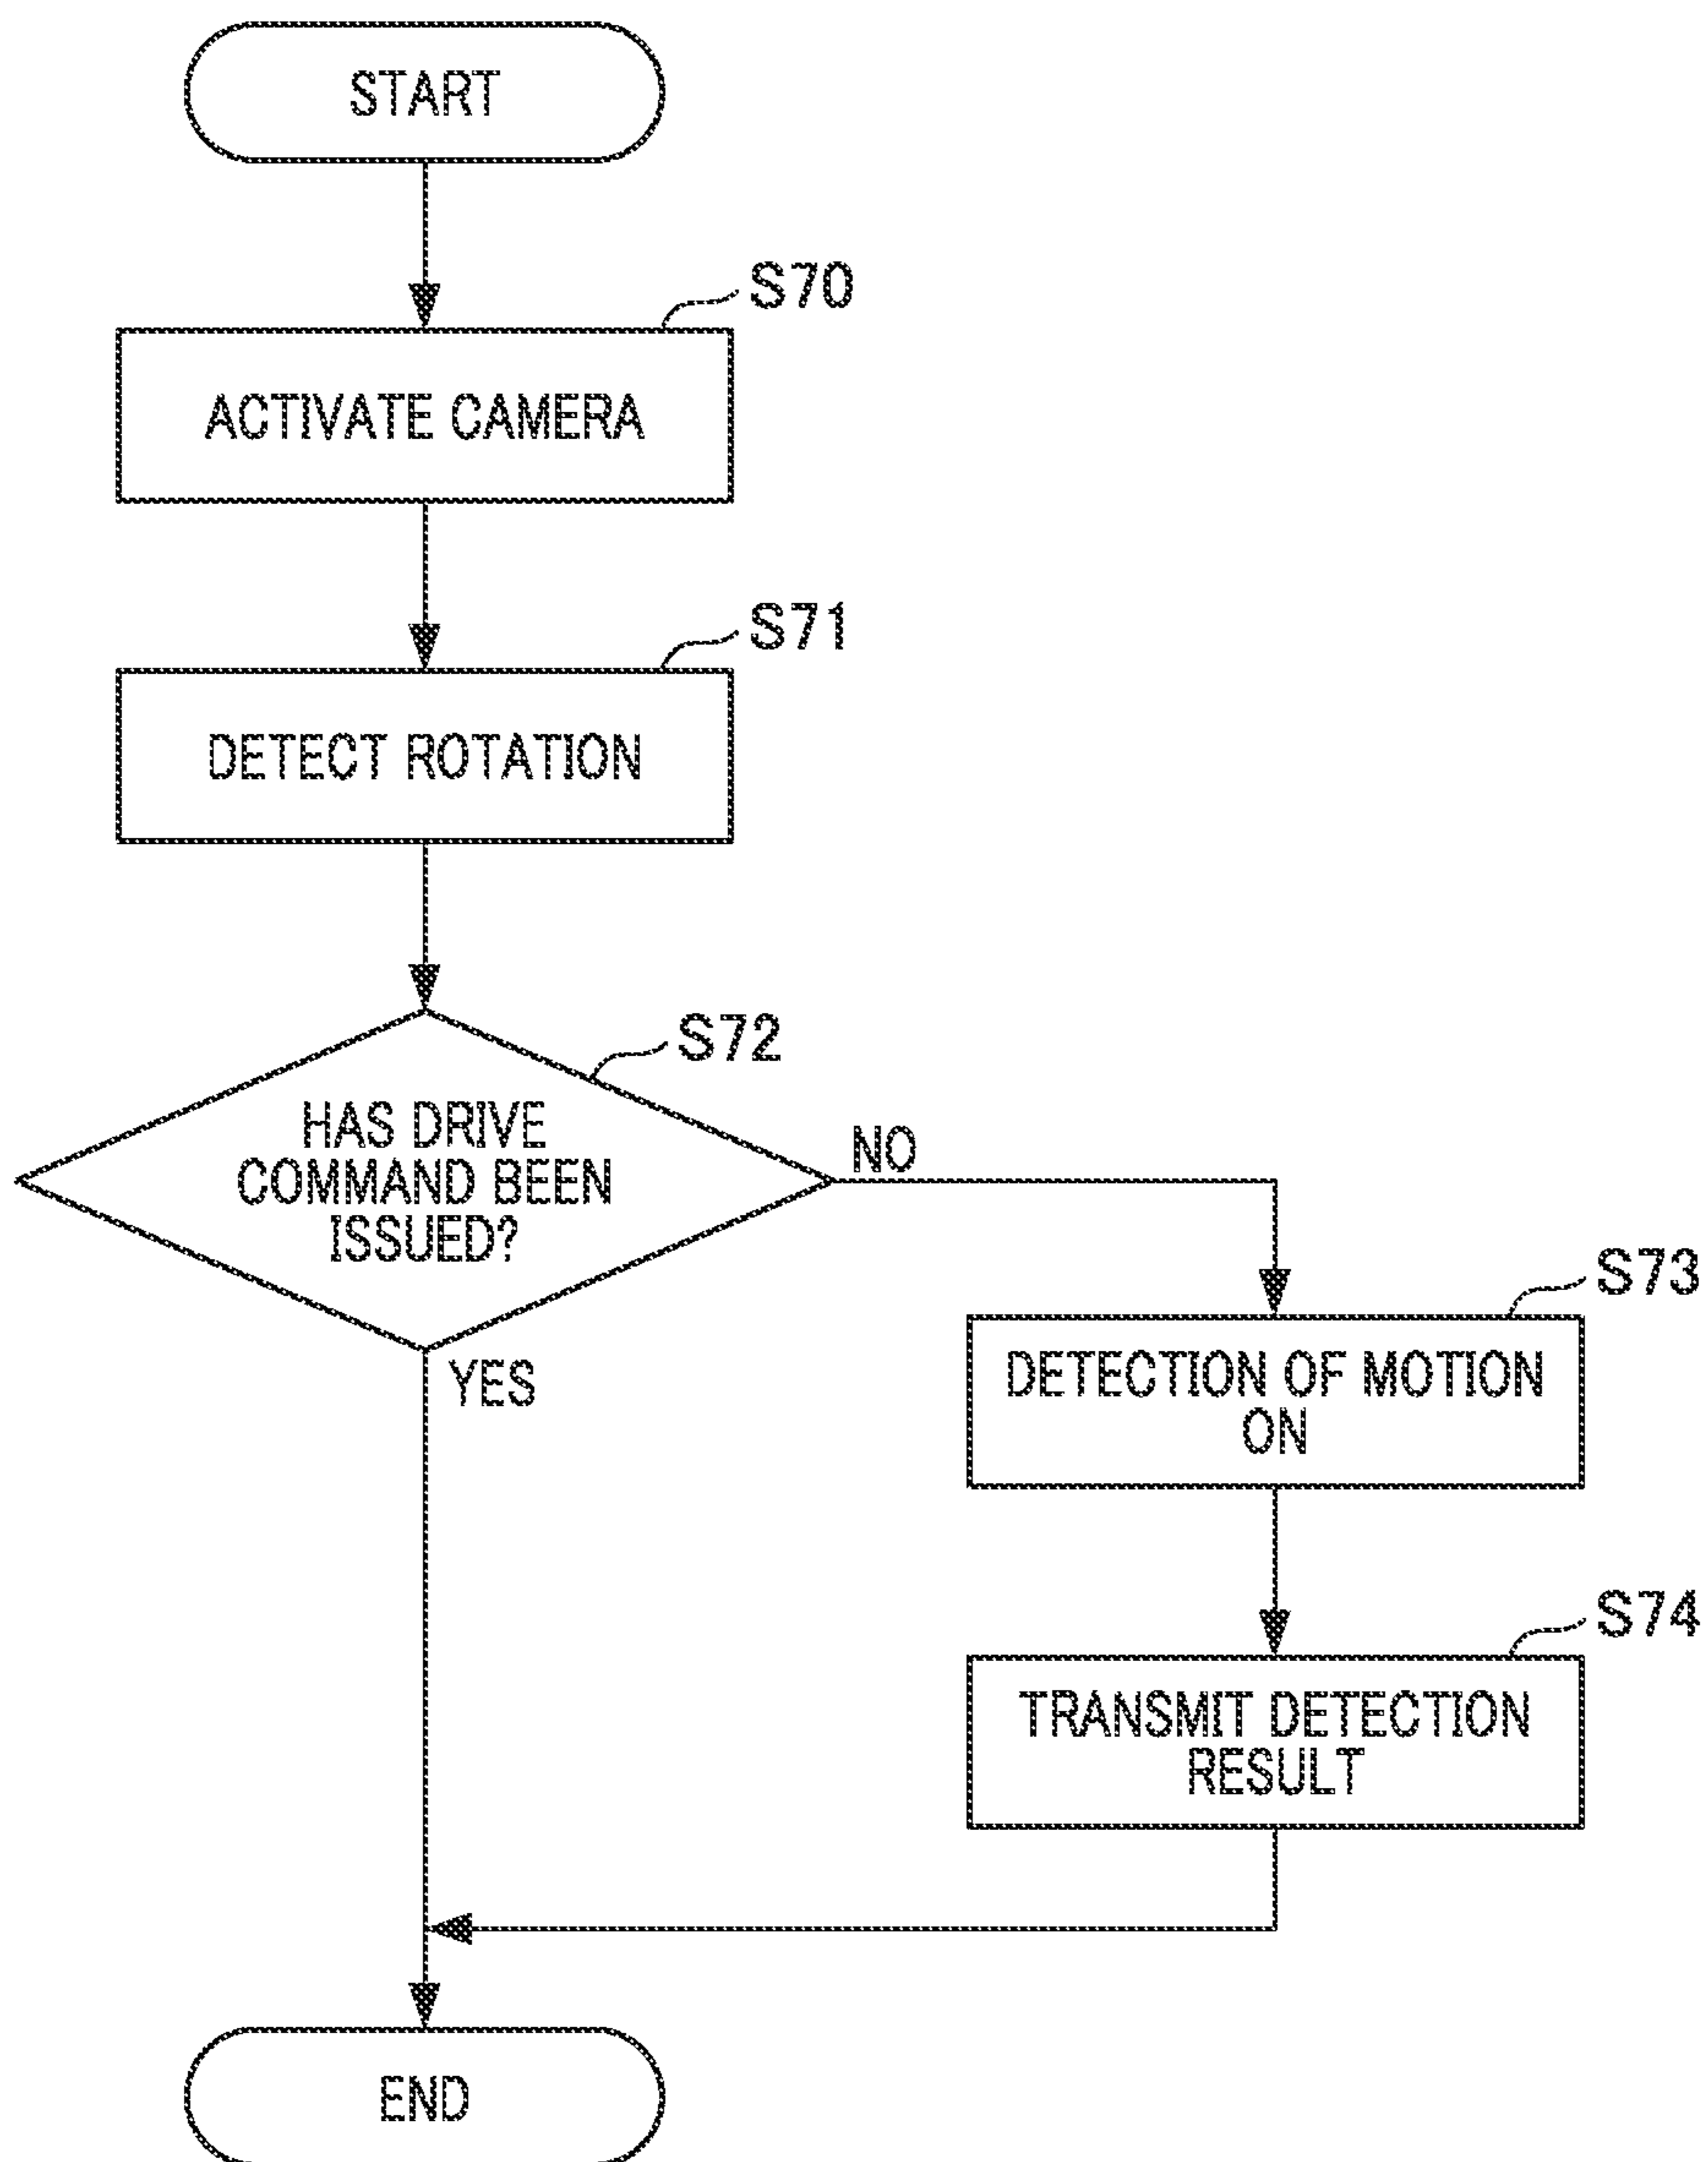 START
S70
ACTIVATE CAMERA
S71
DETECT ROTATION
S72
HAS DRIVE
COMMAND BEEN
ISSUED?
NO
YES
S73
DETECTION OF MOTION
ON
S74
TRANSMIT DETECTION
RESULT
END